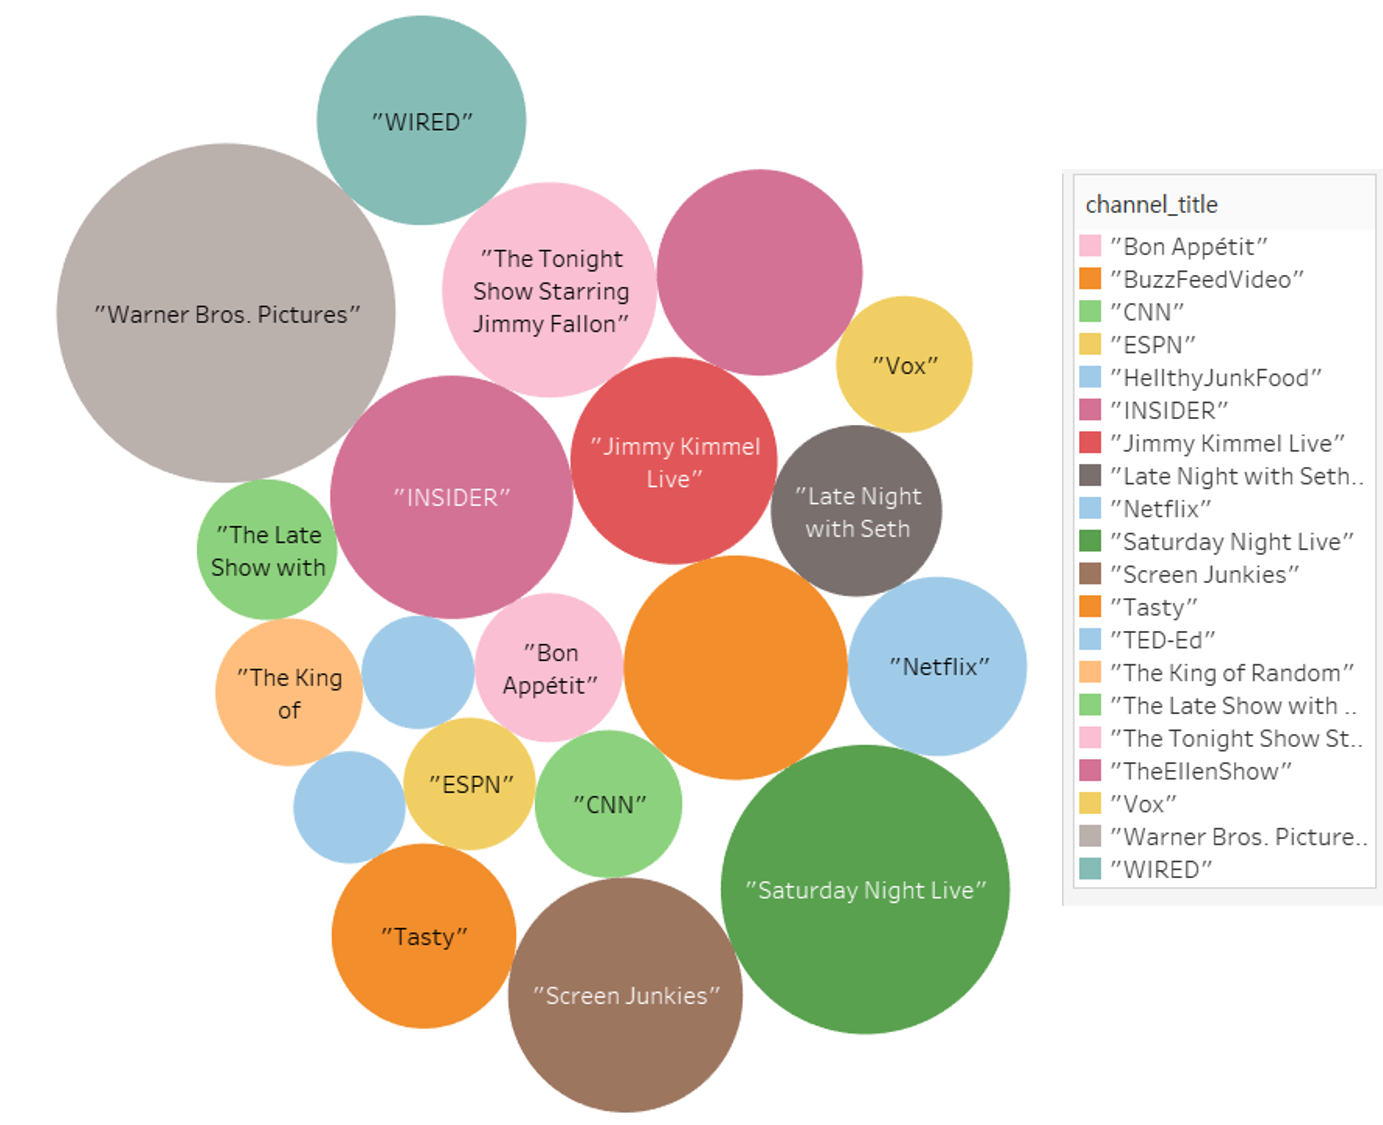 "WIRED"
"Warner Bros. Pictures"
"The Tonight
Show Starring
Jimmy Fallon"
"Vox"
"Jimmy Kimmel
Live"
"INSIDER"
"Late Night
with Seth
"The Late
Show with
"The King
of
"Bon
Appétit"
"Netflix"
"ESPN"
"CNN"
"Saturday Night Live"
"Tasty"
"Screen Junkies"
channel_title
"Bon Appétit"
"BuzzFeedVideo"
"CNN"
"ESPN"
"HellthyJunkFood"
"INSIDER"
"Jimmy Kimmel Live"
"Late Night with Seth..
"Netflix"
"Saturday Night Live"
"Screen Junkies"
"Tasty"
"TED-Ed"
"The King of Random"
"The Late Show with ..
"The Tonight Show St..
"TheEllenShow"
"Vox"
"Warner Bros. Picture..
"WIRED"